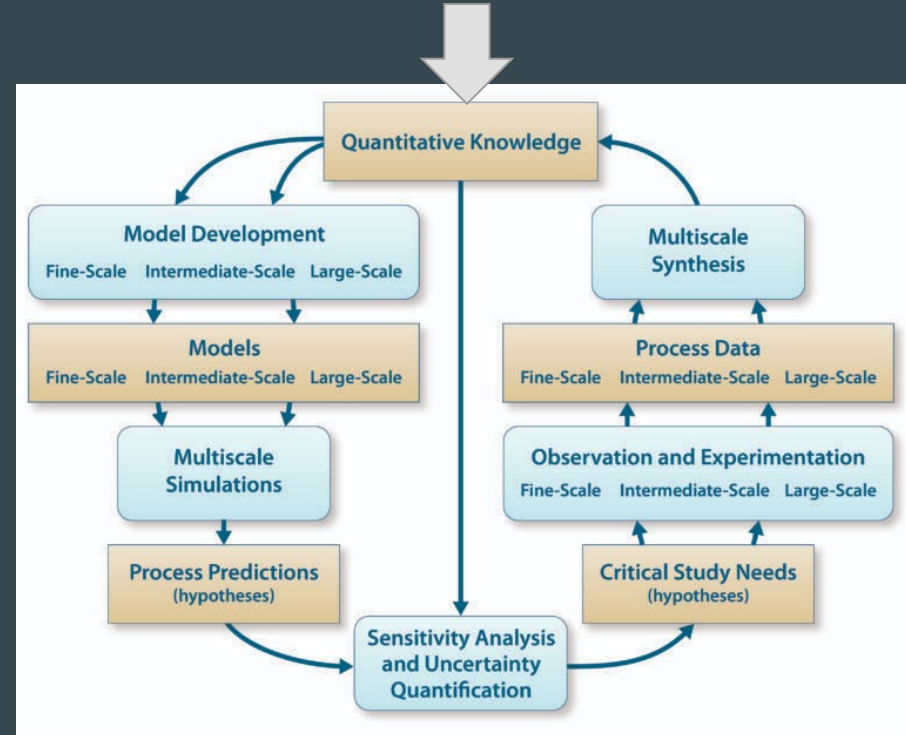 Quantitative Knowledge
Model Development
Fine-Scale Intermediate-Scale Large-Scale
Models
Fine-Scale Intermediate-Scale Large-Scale
Multiscale
Simulations
Process Predictions
(hypotheses)
Sensitivity Analysis
and Uncertainty
Quantification
Critical Study Needs
(hypotheses)
Observation and Experimentation
Fine-Scale Intermediate-Scale Large-Scale
Process Data
Fine-Scale Intermediate-Scale Large-Scale
Multiscale
Synthesis